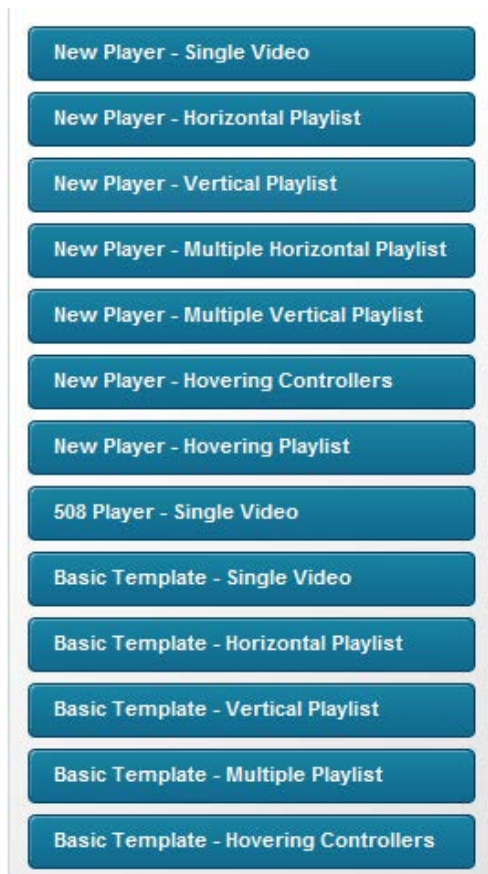 New Player - Single Video
New Player - Horizontal Playlist
New Player - Vertical Playlist
New Player - Multiple Horizontal Playlist
New Player - Multiple Vertical Playlist
New Player - Hovering Controllers
New Player - Hovering Playlist
508 Player - Single Video
Basic Template - Single Video
Basic Template - Horizontal Playlist
Basic Template - Vertical Playlist
Basic Template - Multiple Playlist
Basic Template - Hovering Controllers